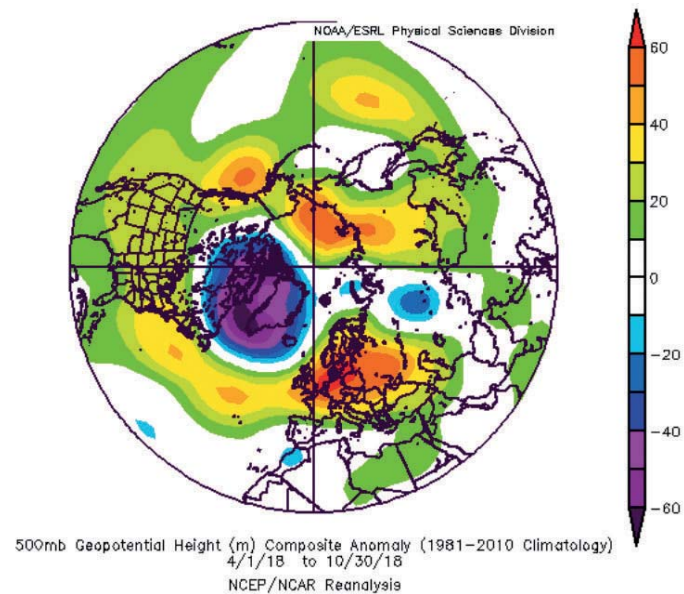 NOAA/ESRL Physical Sciences Division
60
40
20
0
−20
−40
−60
500mb Geopotential Height (m) Composite Anomaly (1981−2010 Climatology)
4/1/18 to 10/30/18
NCEP/NCAR Reanalysis